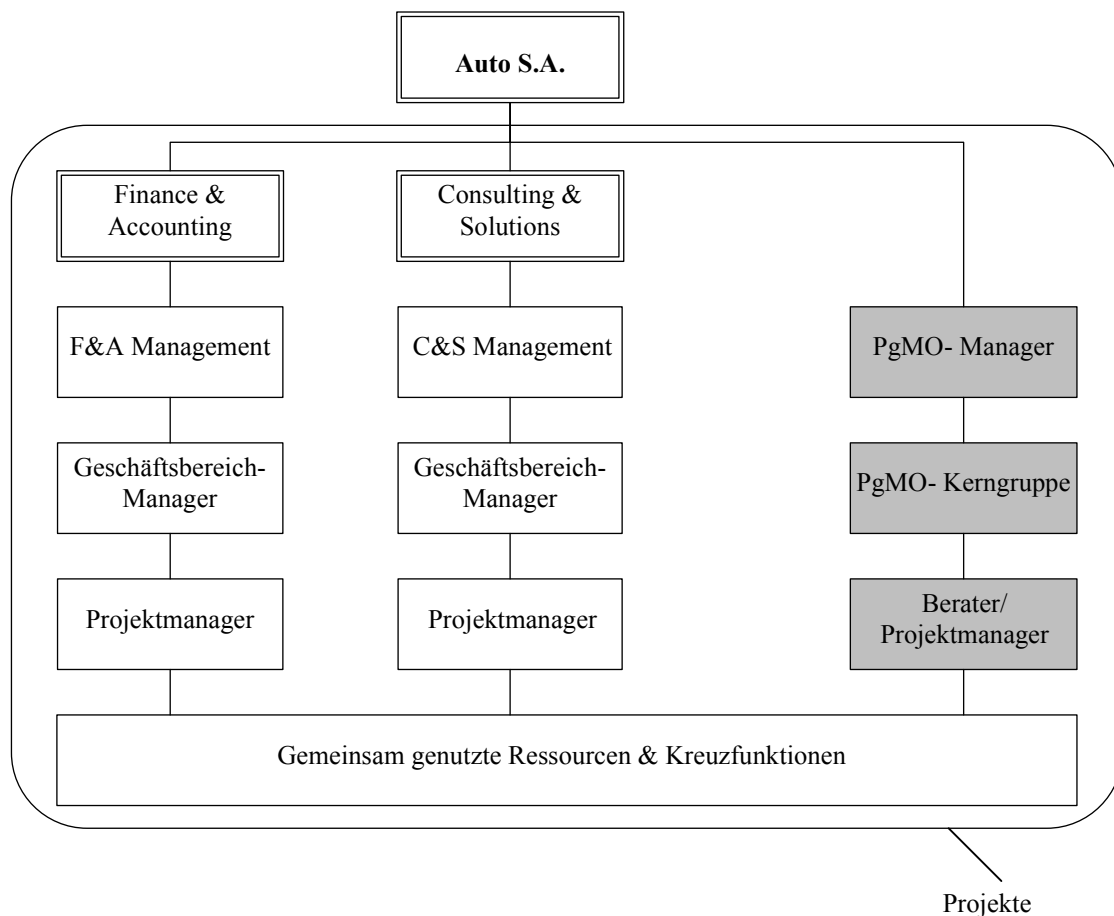 Auto S.A.
Finance &
Accounting
Consulting &
Solutions
F&A Management
C&S Management
PgMO- Manager
Geschäftsbereich-
Manager
Geschäftsbereich-
Manager
PgMO- Kerngruppe
Projektmanager
Projektmanager
Berater/
Projektmanager
Gemeinsam genutzte Ressourcen & Kreuzfunktionen
Projekte